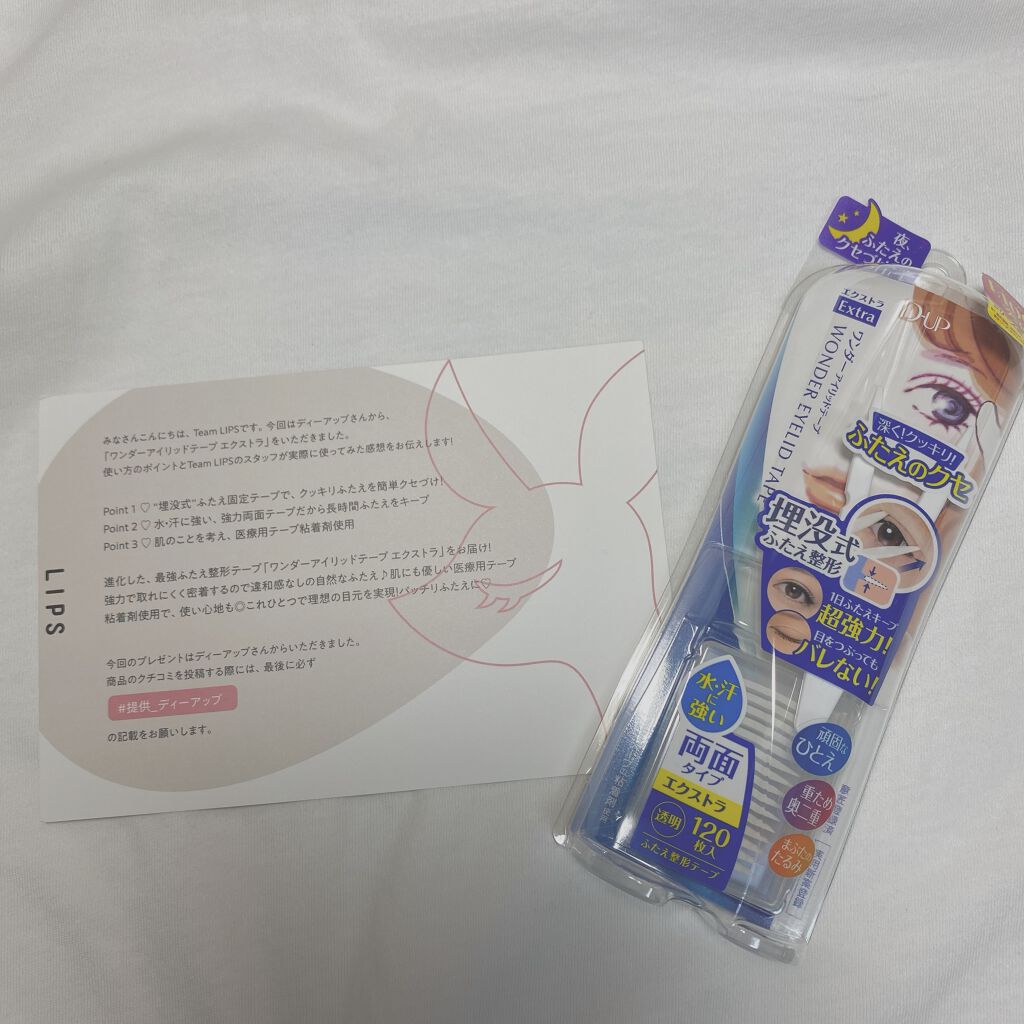 みなさんこんにちは、Team LIPSです。今回はディーアップさんから、
「ワンダーアイリッドテープ エクストラ」をいただきました。
使い方のポイントとTeam LIPSのスタッフが実際に使ってみた感想をお伝えします!
Point 1 ♡ "埋没式"ふたえ固定テープで、クッキリふたえを簡単クセづけ!
Point 2 ♡ 水・汗に強い、強力両面テープだから長時間ふたえをキープ
Point 3 ♡ 肌のことを考え、医療用テープ粘着剤使用
進化した、最強ふたえ整形テープ「ワンダーアイリッドテープ エクストラ」をお届け!
強力で取れにくく密着するので違和感なしの自然なふたえ♪肌にも優しい医療用テープ
粘着剤使用で、使い心地も◎これひとつで理想の目元を実現!バッチリふたえに♡
今回のプレゼントはディーアップさんからいただきました。
商品のクチコミを投稿する際には、最後に必ず
#提供_ディーアップ
の記載をお願いします。
LIPS
夜、
ふたえの
エクストラ
Extra
D-UP
ワンダーアイリッドテープ
WONDER EYELID TAPE
深く!クッキリ!
ふたえのクセ
埋没式
ふたえ整形
1日ふたえキープ
超強力!
目をつぶっても
バレない!
水・汗
に
強い
両面
タイプ
エクストラ
透明
120
枚入
ふたえ整形テープ
頑固な
ひとえ
重ため
奥二重
まぶたの
たるみ